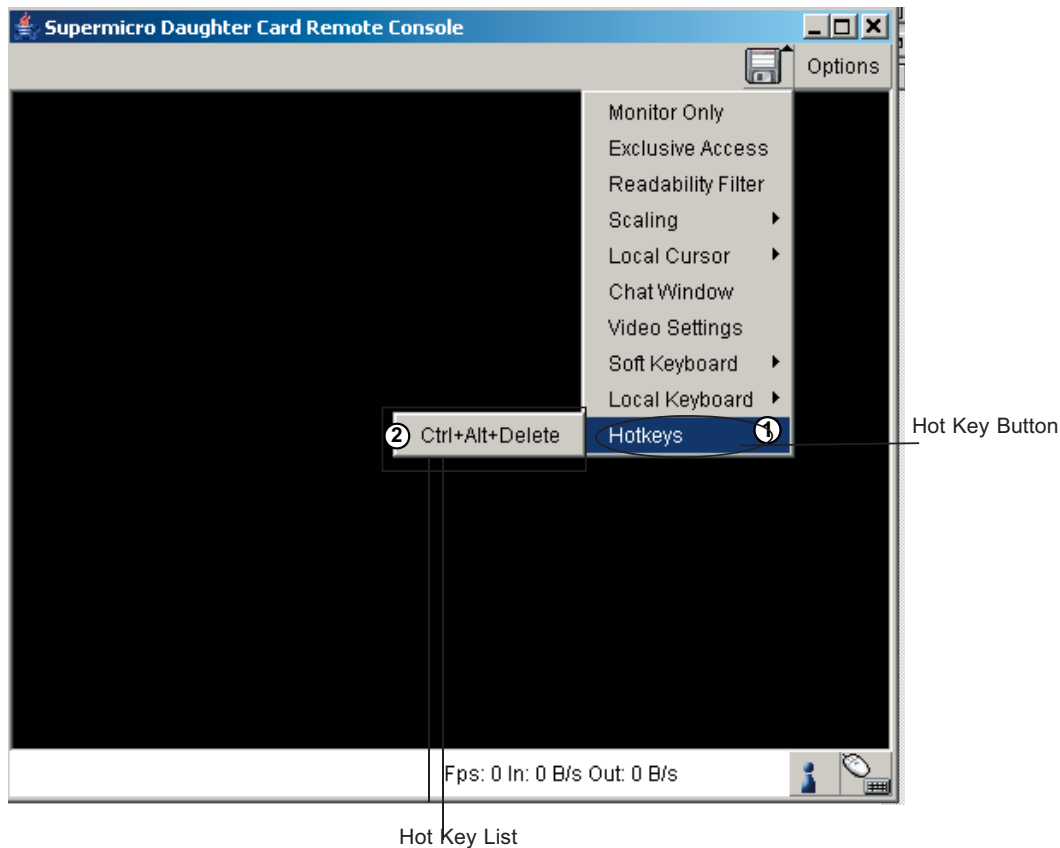 Supermicro Daughter Card Remote Console
Options
Monitor Only
Exclusive Access
Readability Filter
Scaling
Local Cursor
Chat Window
Video Settings
Soft Keyboard
Local Keyboard
2 Ctrl+Alt+Delete
Hotkeys 1
Hot Key Button
Fps: 0 In: 0 B/s Out: 0 B/s
Hot Key List